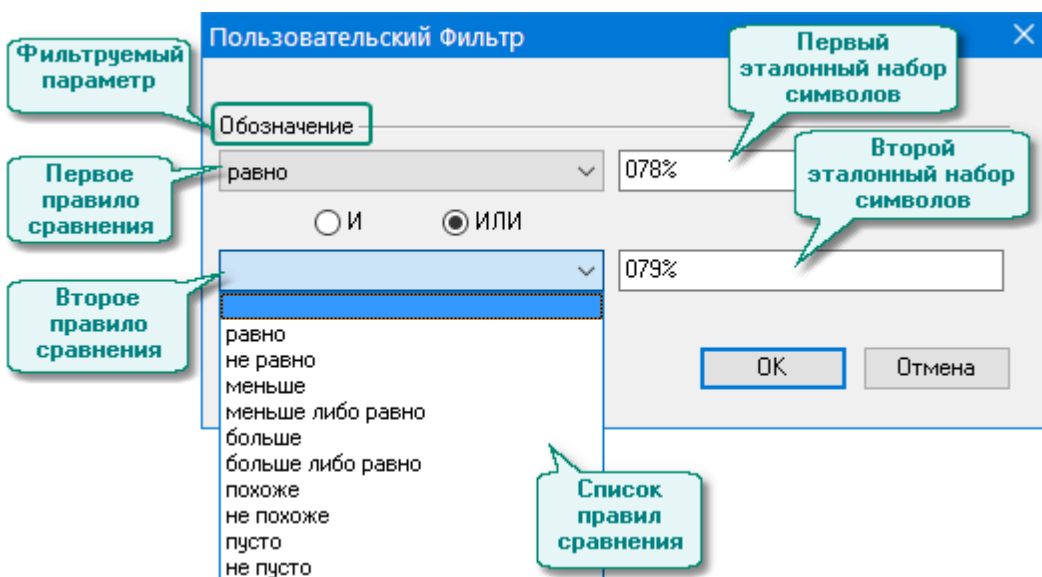 Пользовательский Фильтр
Фильтруемый
параметр
Первый
эталонный набор
символов
Обозначение
Первое
правило
сравнения
равно
078%
Второй
эталонный набор
символов
И
ИЛИ
Второе
правило
сравнения
079%
равно
не равно
меньше
меньше либо равно
больше
больше либо равно
похоже
не похоже
пусто
не пусто
OK
Отмена
Список
правил
сравнения